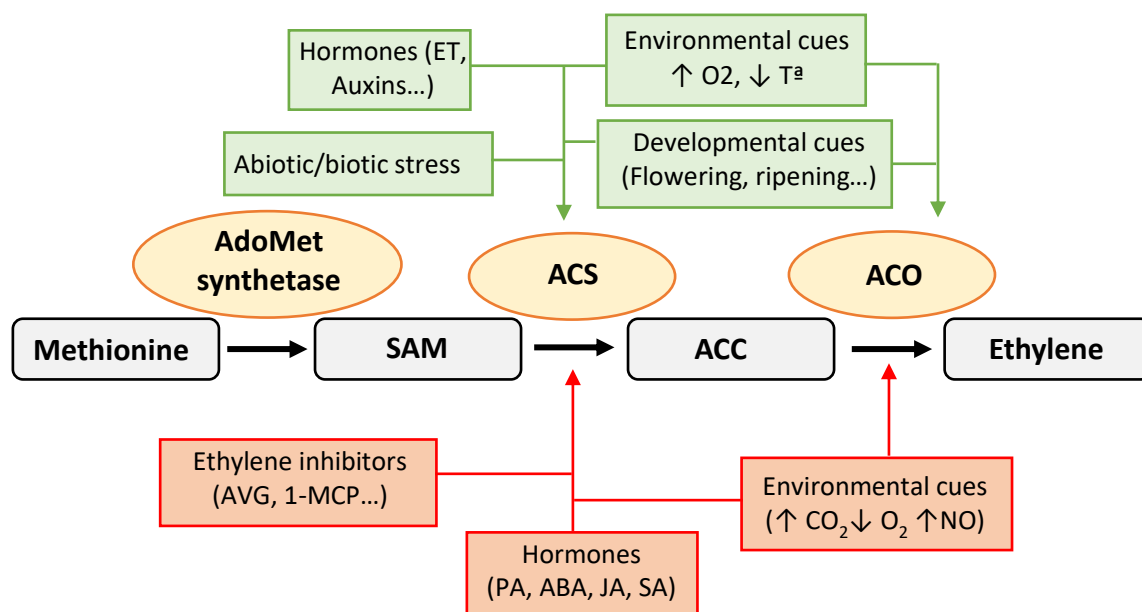 Hormones (ET,
Auxins…)
Environmental cues
↑ O2, ↓ Tª
Abiotic/biotic stress
Developmental cues
(Flowering, ripening…)
AdoMet
synthetase
ACS
ACO
Methionine
SAM
ACC
Ethylene
Ethylene inhibitors
(AVG, 1-MCP…)
Environmental cues
(↑ CO₂↓ O₂ ↑NO)
Hormones
(PA, ABA, JA, SA)